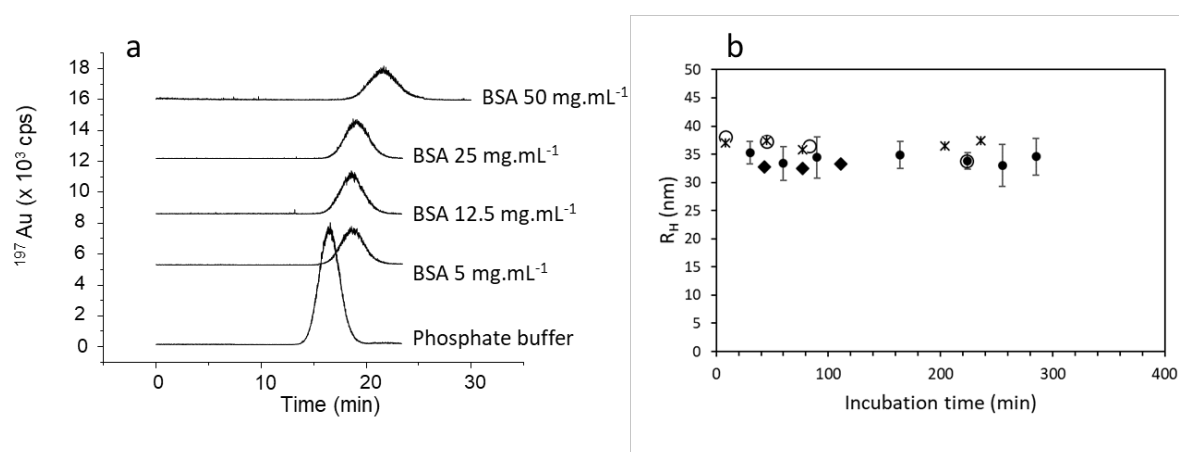 a
18
16
14
12
10
8
6
4
2
0
¹⁹⁷Au (x 10³ cps)
BSA 50 mg.mL⁻¹
BSA 25 mg.mL⁻¹
BSA 12.5 mg.mL⁻¹
BSA 5 mg.mL⁻¹
Phosphate buffer
0 10 20 30
Time (min)
b
50
45
40
35
30
25
20
15
10
5
0
R_H (nm)
0 100 200 300 400
Incubation time (min)